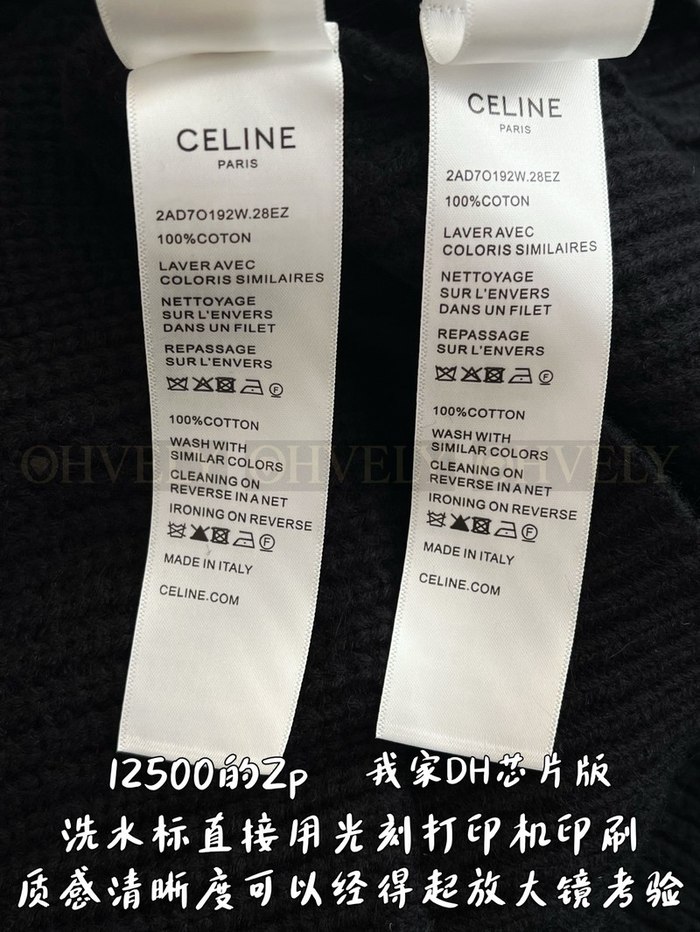 CELINE
PARIS
2AD7O192W.28EZ
100%COTON
LAVER AVEC
COLORIS SIMILAIRES
NETTOYAGE
SUR L'ENVERS
DANS UN FILET
REPASSAGE
SUR L'ENVERS
F
100%COTTON
WASH WITH
SIMILAR COLORS
CLEANING ON
REVERSE IN A NET
IRONING ON REVERSE
F
MADE IN ITALY
CELINE.COM
CELINE
PARIS
2AD7O192W.28EZ
100%COTON
LAVER AVEC
COLORIS SIMILAIRES
NETTOYAGE
SUR L'ENVERS
DANS UN FILET
REPASSAGE
SUR L'ENVERS
F
100%COTTON
WASH WITH
SIMILAR COLORS
CLEANING ON
REVERSE IN A NET
IRONING ON REVERSE
F
MADE IN ITALY
CELINE.COM
OHVELY OHVELY OHVELY
12500的Zp 我家DH芯片版
洗水标直接用光刻打印机印刷
质感清晰度可以经得起放大镜考验